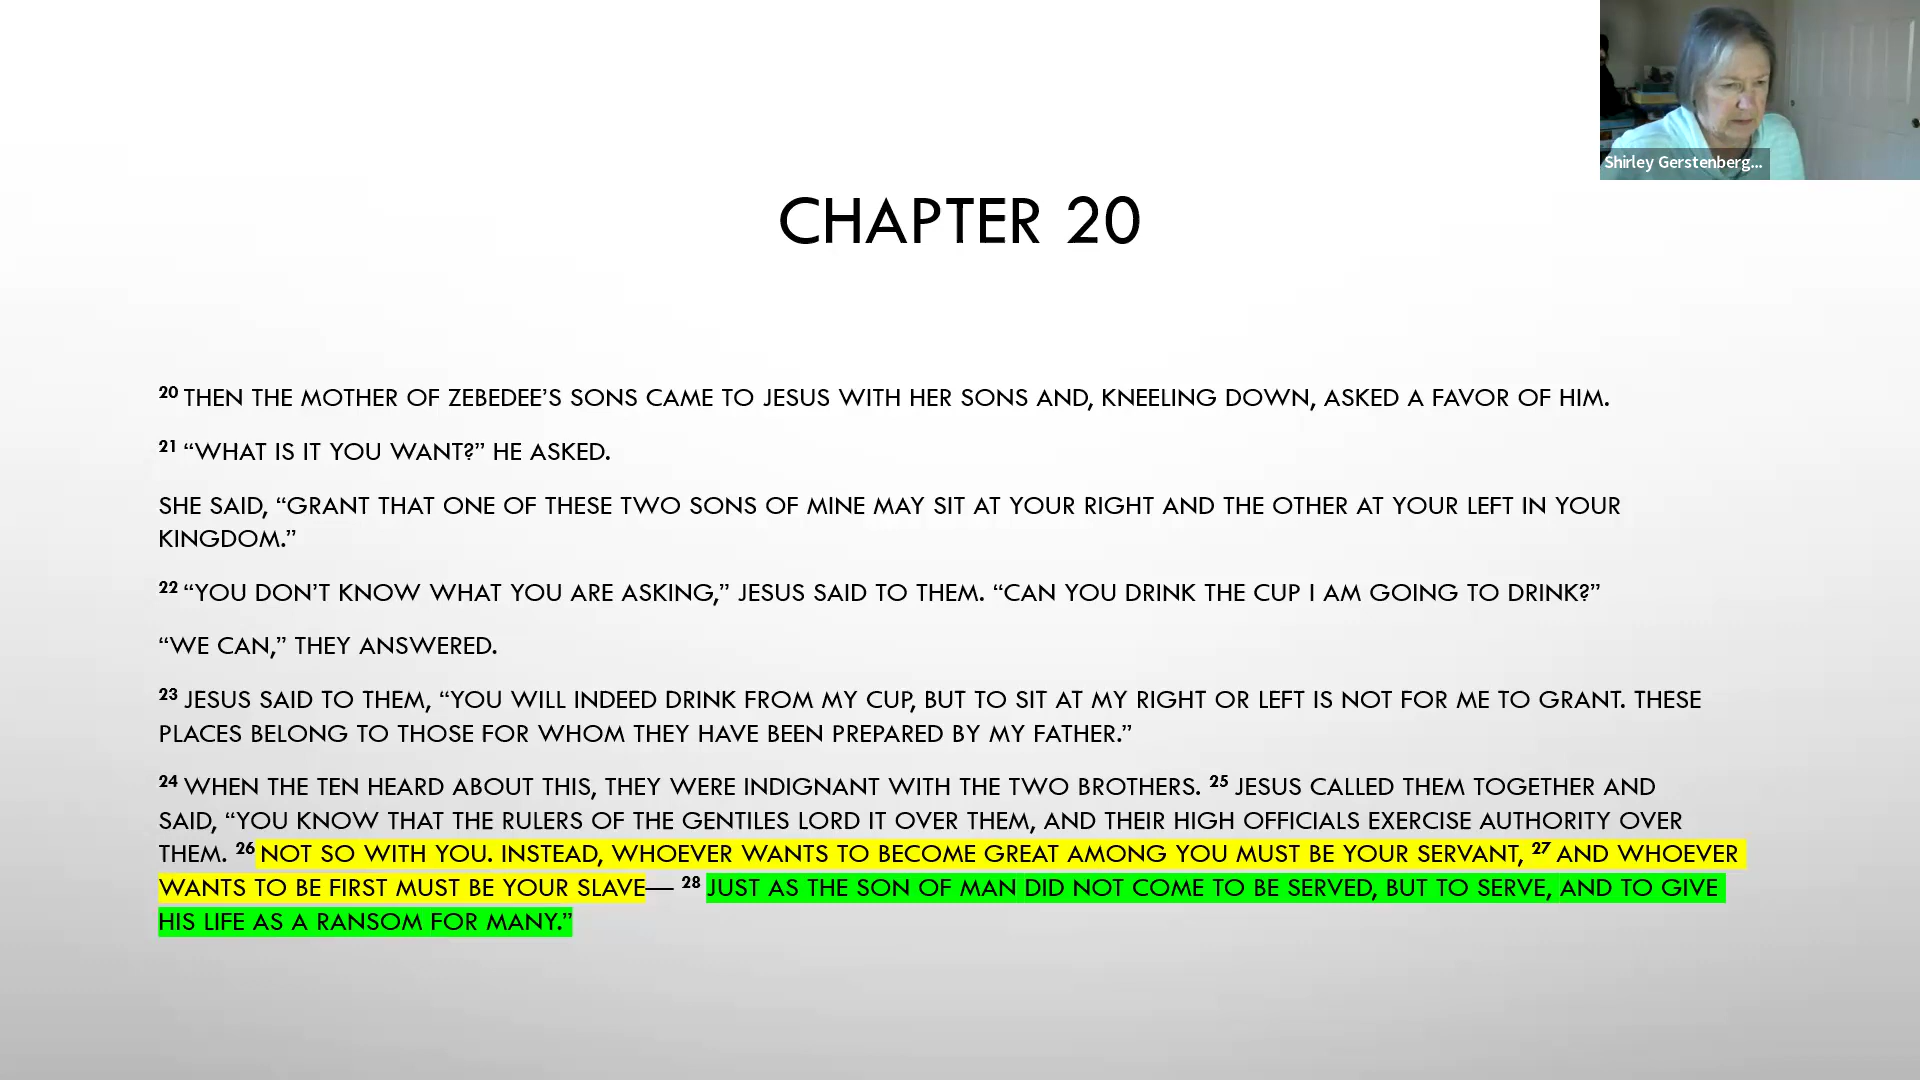 Shirley Gerstenberg...
CHAPTER 20
20 THEN THE MOTHER OF ZEBEDEE’S SONS CAME TO JESUS WITH HER SONS AND, KNEELING DOWN, ASKED A FAVOR OF HIM.
21 “WHAT IS IT YOU WANT?” HE ASKED.
SHE SAID, “GRANT THAT ONE OF THESE TWO SONS OF MINE MAY SIT AT YOUR RIGHT AND THE OTHER AT YOUR LEFT IN YOUR
KINGDOM.”
22 “YOU DON’T KNOW WHAT YOU ARE ASKING,” JESUS SAID TO THEM. “CAN YOU DRINK THE CUP I AM GOING TO DRINK?”
“WE CAN,” THEY ANSWERED.
23 JESUS SAID TO THEM, “YOU WILL INDEED DRINK FROM MY CUP, BUT TO SIT AT MY RIGHT OR LEFT IS NOT FOR ME TO GRANT. THESE
PLACES BELONG TO THOSE FOR WHOM THEY HAVE BEEN PREPARED BY MY FATHER.”
24 WHEN THE TEN HEARD ABOUT THIS, THEY WERE INDIGNANT WITH THE TWO BROTHERS. 25 JESUS CALLED THEM TOGETHER AND
SAID, “YOU KNOW THAT THE RULERS OF THE GENTILES LORD IT OVER THEM, AND THEIR HIGH OFFICIALS EXERCISE AUTHORITY OVER
THEM. 26 NOT SO WITH YOU. INSTEAD, WHOEVER WANTS TO BECOME GREAT AMONG YOU MUST BE YOUR SERVANT, 27 AND WHOEVER
WANTS TO BE FIRST MUST BE YOUR SLAVE— 28 JUST AS THE SON OF MAN DID NOT COME TO BE SERVED, BUT TO SERVE, AND TO GIVE
HIS LIFE AS A RANSOM FOR MANY.”